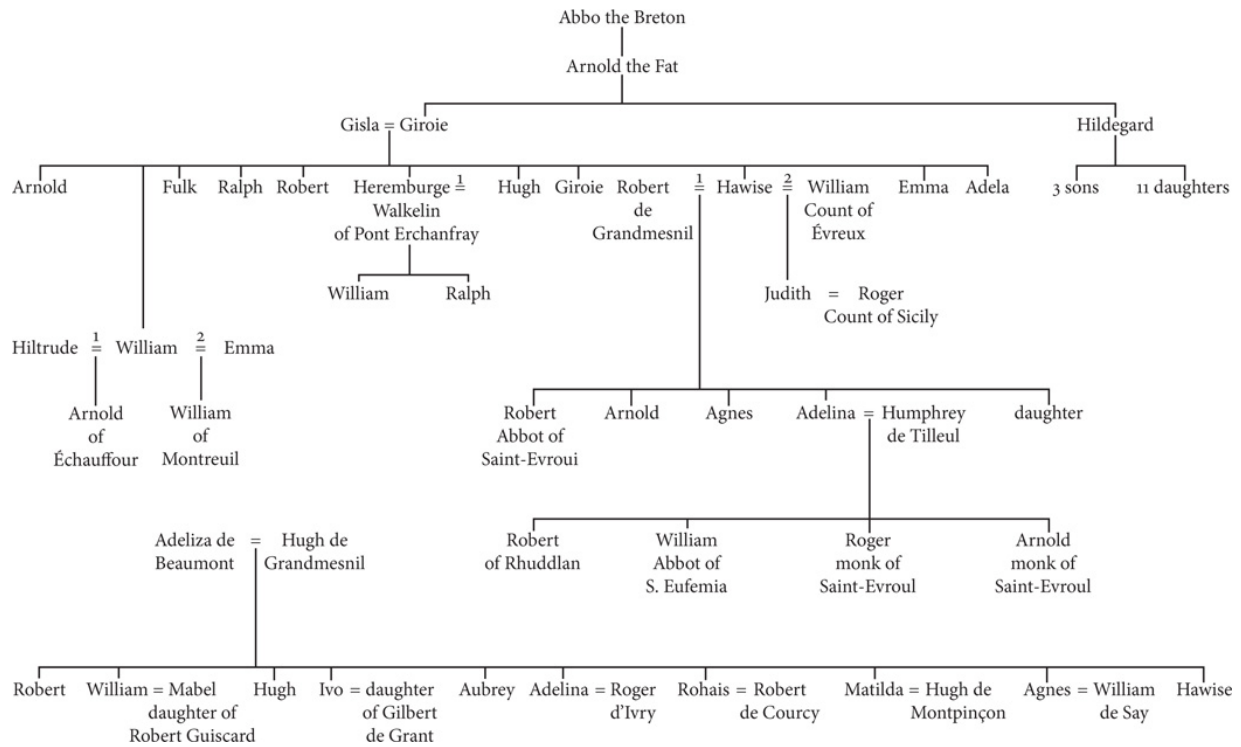 Abbo the Breton
Arnold the Fat
Gisla = Giroie
Hildegard
Arnold
Fulk
Ralph
Robert
Heremburge 1 =
Walkelin
of Pont Erchanfray
Hugh
Giroie
Robert
de
Grandmesnil
1 =
Hawise
2 =
William
Count of
Évreux
Emma
Adela
3 sons
11 daughters
William
Ralph
Judith = Roger
Count of Sicily
Hiltrude 1 = William 2 = Emma
Arnold
of
Échauffour
William
of
Montreuil
Robert
Abbot of
Saint-Evroui
Arnold
Agnes
Adelina = Humphrey
de Tilleul
daughter
Adeliza de
Beaumont
=
Hugh de
Grandmesnil
Robert
of Rhuddlan
William
Abbot of
S. Eufemia
Roger
monk of
Saint-Evroul
Arnold
monk of
Saint-Evroul
Robert
William = Mabel
daughter of
Robert Guiscard
Hugh
Ivo = daughter
of Gilbert
de Grant
Aubrey
Adelina = Roger
d'Ivry
Rohais = Robert
de Courcy
Matilda = Hugh de
Montpinçon
Agnes = William
de Say
Hawise